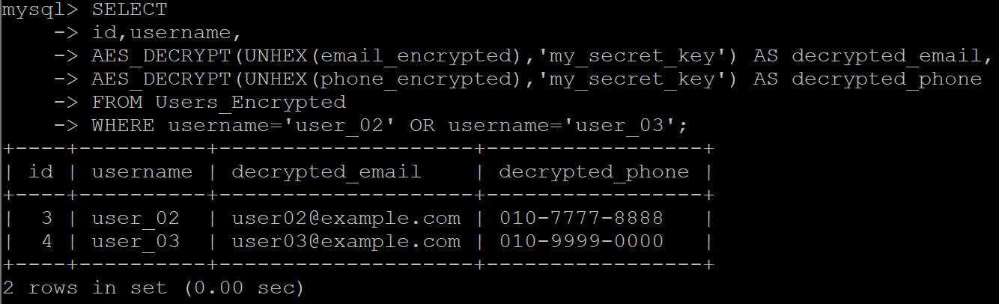 mysql> SELECT
    -> id,username,
    -> AES_DECRYPT(UNHEX(email_encrypted),'my_secret_key') AS decrypted_email,
    -> AES_DECRYPT(UNHEX(phone_encrypted),'my_secret_key') AS decrypted_phone
    -> FROM Users_Encrypted
    -> WHERE username='user_02' OR username='user_03';
+----+----------+--------------------+-----------------+
| id | username | decrypted_email    | decrypted_phone |
+----+----------+--------------------+-----------------+
|  3 | user_02  | user02@example.com | 010-7777-8888   |
|  4 | user_03  | user03@example.com | 010-9999-0000   |
+----+----------+--------------------+-----------------+
2 rows in set (0.00 sec)